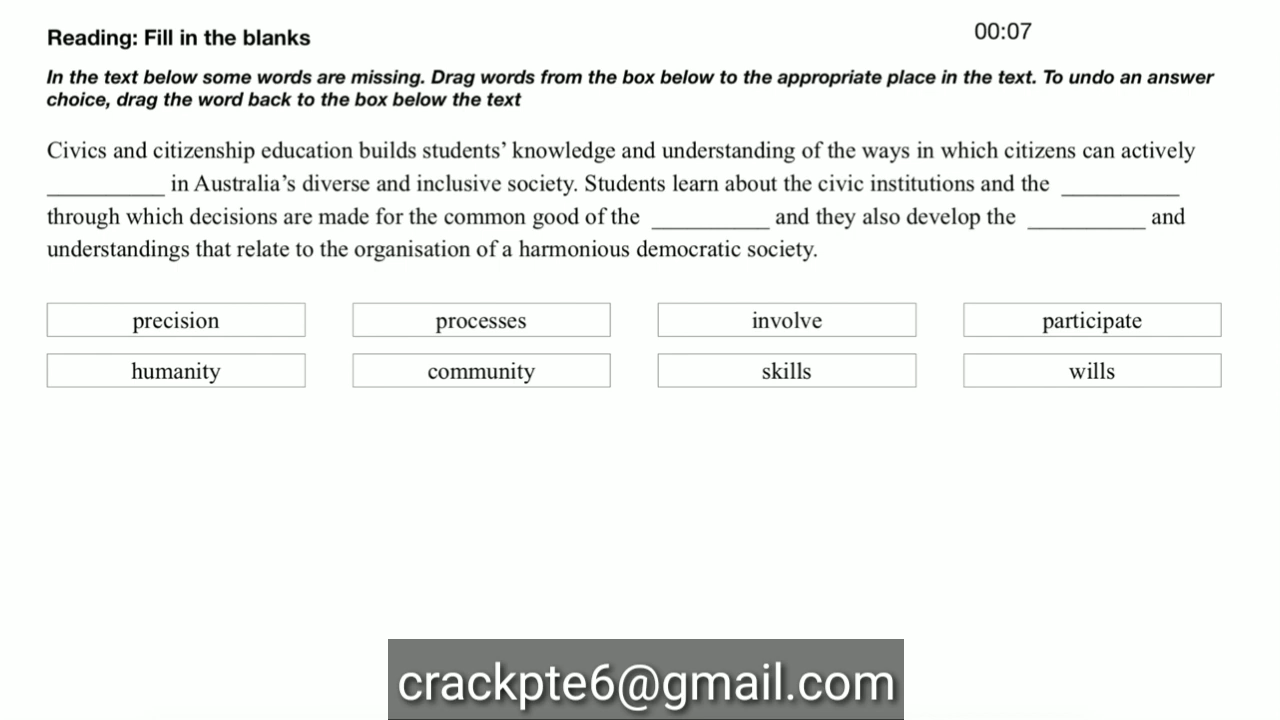 Reading: Fill in the blanks
00:07
In the text below some words are missing. Drag words from the box below to the appropriate place in the text. To undo an answer
choice, drag the word back to the box below the text
Civics and citizenship education builds students’ knowledge and understanding of the ways in which citizens can actively
__________ in Australia’s diverse and inclusive society. Students learn about the civic institutions and the __________
through which decisions are made for the common good of the __________ and they also develop the __________ and
understandings that relate to the organisation of a harmonious democratic society.
precision processes involve participate
humanity community skills wills
crackpte6@gmail.com